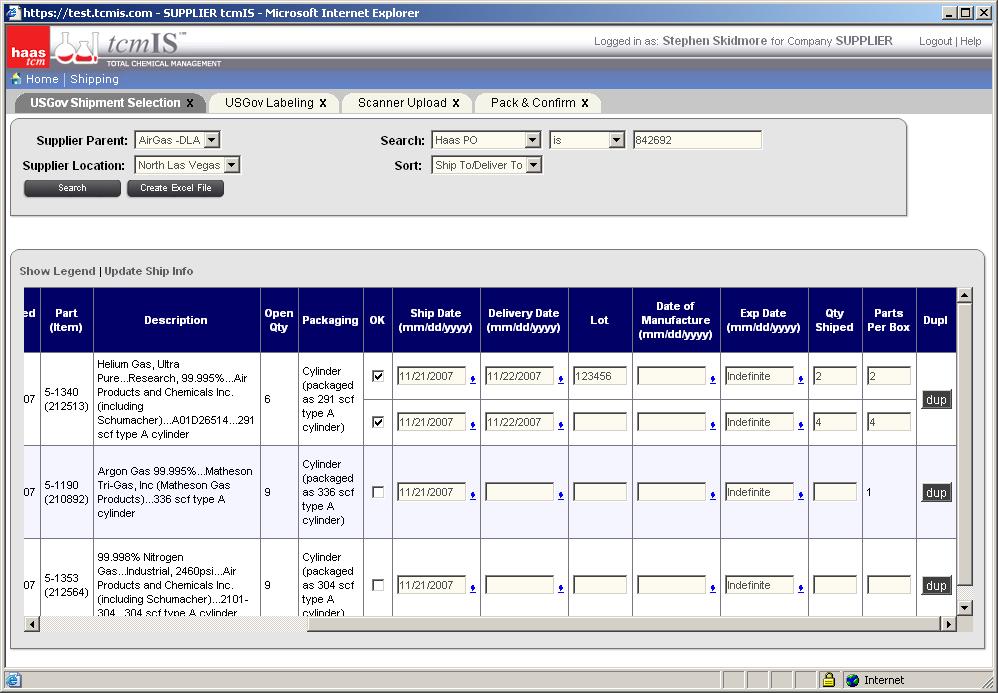 https://test.tcmis.com - SUPPLIER tcmIS - Microsoft Internet Explorer
haas tcm
tcmIS™
TOTAL CHEMICAL MANAGEMENT
Logged in as: Stephen Skidmore for Company SUPPLIER
Logout | Help
Home | Shipping
USGov Shipment Selection x
USGov Labeling x
Scanner Upload x
Pack & Confirm x
Supplier Parent: AirGas -DLA
Search: Haas PO is 842692
Supplier Location: North Las Vegas
Sort: Ship To/Deliver To
Search
Create Excel File
Show Legend | Update Ship Info
ed
Part (Item)
Description
Open Qty
Packaging
OK
Ship Date (mm/dd/yyyy)
Delivery Date (mm/dd/yyyy)
Lot
Date of Manufacture (mm/dd/yyyy)
Exp Date (mm/dd/yyyy)
Qty Shiped
Parts Per Box
Dupl
07
5-1340 (212513)
Helium Gas, Ultra
Pure...Research, 99.995%...Air
Products and Chemicals Inc.
(including
Schumacher)...A01D26514...291
scf type A cylinder
6
Cylinder
(packaged
as 291 scf
type A
cylinder)
11/21/2007 11/22/2007 123456 Indefinite 2 2
11/21/2007 11/22/2007 Indefinite 4 4
dup
07
5-1190 (210892)
Argon Gas 99.995%...Matheson
Tri-Gas, Inc (Matheson Gas
Products)...336 scf type A
cylinder
9
Cylinder
(packaged
as 336 scf
type A
cylinder)
11/21/2007 Indefinite 1
dup
07
5-1353 (212564)
99.998% Nitrogen
Gas...Industrial, 2460psi...Air
Products and Chemicals Inc.
(including Schumacher)...2101-
304...304 scf type A cylinder
9
Cylinder
(packaged
as 304 scf
type A
cylinder)
11/21/2007 Indefinite
dup
Internet